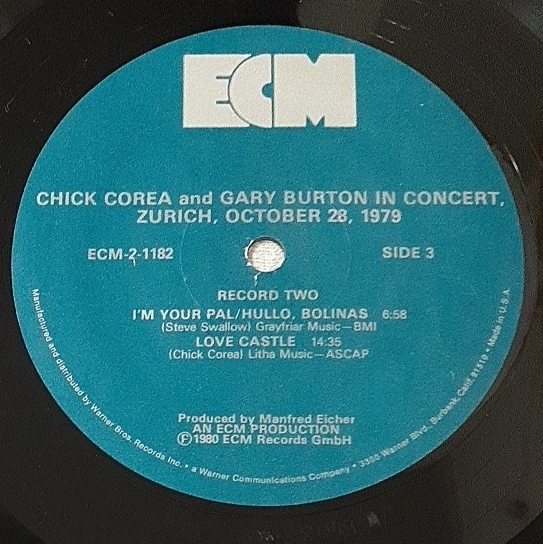 ECM
CHICK COREA and GARY BURTON IN CONCERT,
ZURICH, OCTOBER 28, 1979
ECM-2-1182
SIDE 3
RECORD TWO
I'M YOUR PAL/HULLO, BOLINAS 6:58
(Steve Swallow) Grayfriar Music—BMI
LOVE CASTLE 14:35
(Chick Corea) Litha Music—ASCAP
Produced by Manfred Eicher
AN ECM PRODUCTION
Ⓟ1980 ECM Records GmbH
Manufactured and distributed by Warner Bros. Records Inc. • a Warner Communications Company • 3300 Warner Blvd., Burbank, Calif. 91510 • Made in U.S.A.